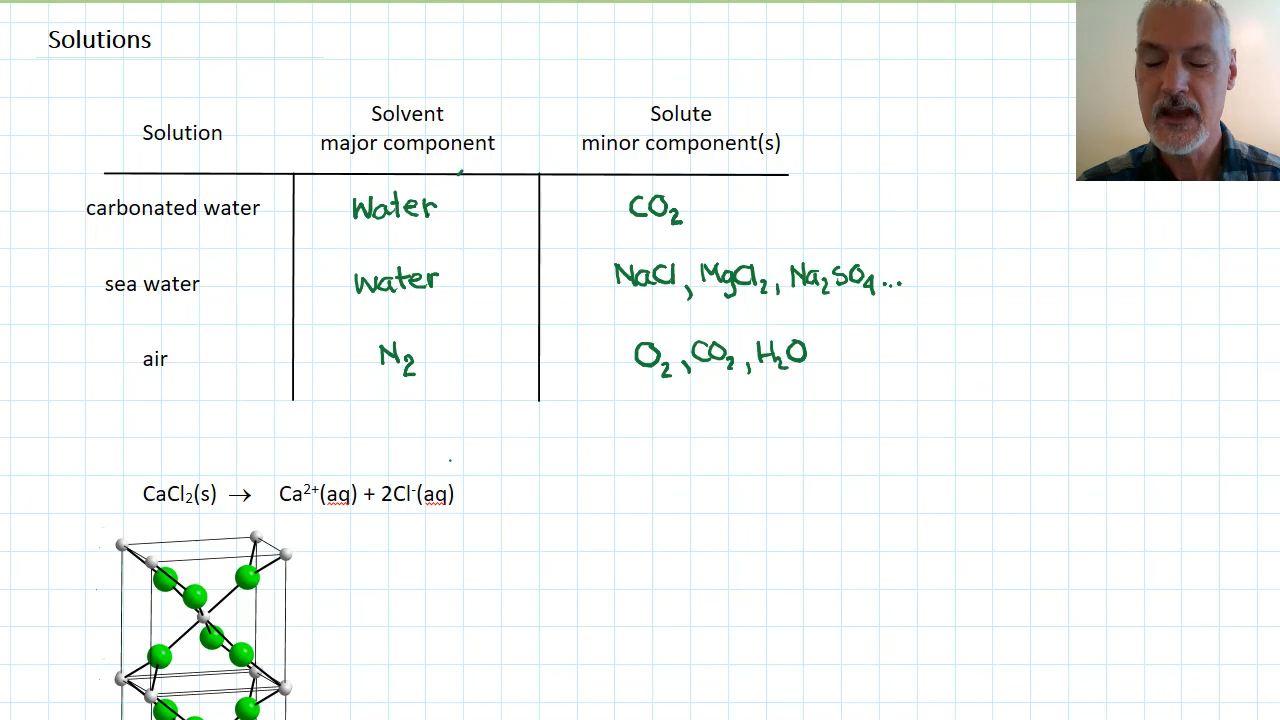 Solutions
Solution Solvent major component Solute minor component(s)
carbonated water Water CO₂
sea water water NaCl, MgCl₂, Na₂SO₄...
air N₂ O₂, CO₂, H₂O
CaCl₂(s) → Ca²⁺(aq) + 2Cl⁻(aq)